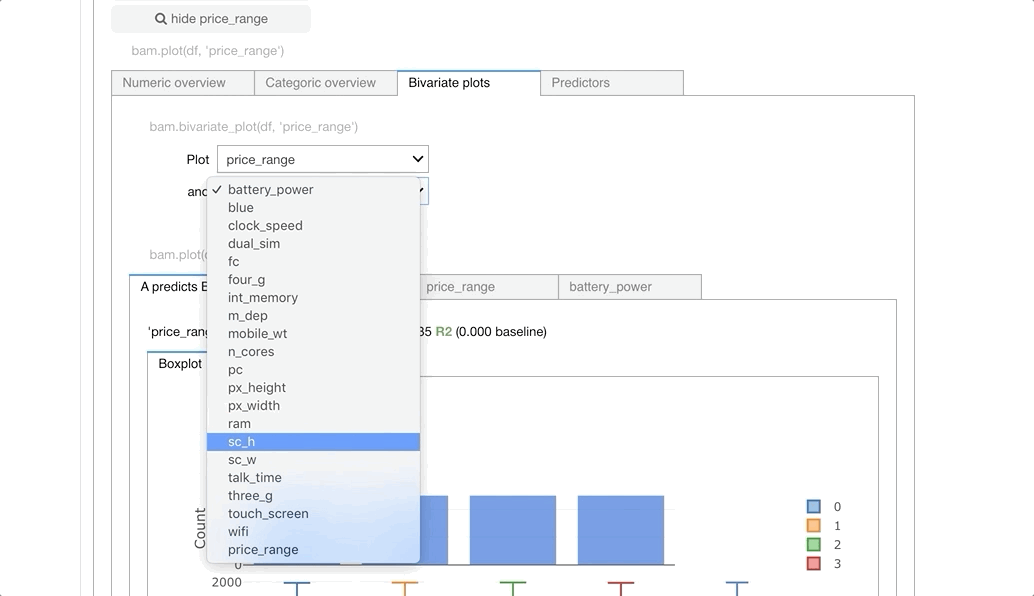 hide price_range
bam.plot(df, 'price_range')
Numeric overview Categoric overview Bivariate plots Predictors
bam.bivariate_plot(df, 'price_range')
Plot price_range
and
✓ battery_power
blue
clock_speed
dual_sim
fc
four_g
int_memory
m_dep
mobile_wt
n_cores
pc
px_height
px_width
ram
sc_h
sc_w
talk_time
three_g
touch_screen
wifi
price_range
bam.plot(
A predicts B price_range battery_power
'price_rang 35 R2 (0.000 baseline)
Boxplot
Count
0
2000
0
1
2
3